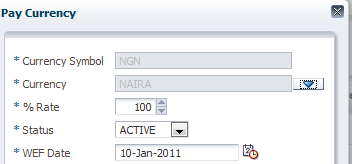 Pay Currency
* Currency Symbol NGN
* Currency NAIRA
* % Rate 100
* Status ACTIVE
* WEF Date 10-Jan-2011